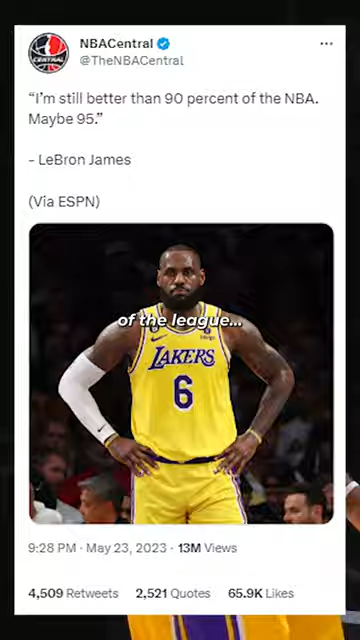 NBACentral
@TheNBACentral
CENTRAL
“I’m still better than 90 percent of the NBA.
Maybe 95.”
- LeBron James
(Via ESPN)
of the league...
LAKERS
6
9:28 PM · May 23, 2023 · 13M Views
4,509 Retweets 2,521 Quotes 65.9K Likes